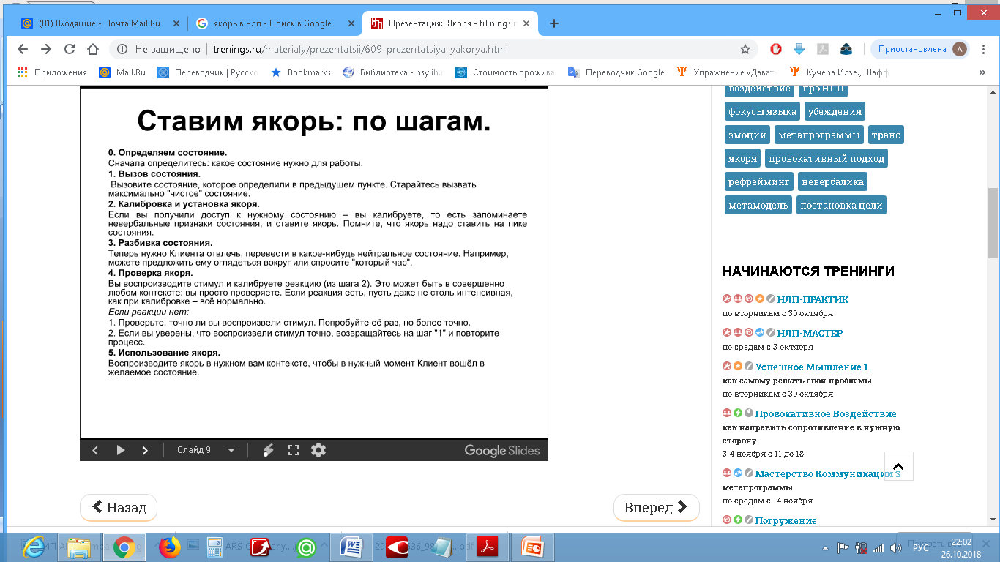 (81) Входящие - Почта Mail.Ru
якорь в нлп - Поиск в Google
Презентация:: Якоря - trEnings.r
Не защищено
trenings.ru/materialy/prezentatsii/609-prezentatsiya-yakorya.html
Приостановлена
А
Приложения
Mail.Ru
Переводчик | Русско
Bookmarks
Библиотека - psylib.
Стоимость прожива
Переводчик Google
Упражнение «Дават
Кучера Илзе., Шэфф
»
Ставим якорь: по шагам.
0. Определяем состояние.
Сначала определитесь: какое состояние нужно для работы.
1. Вызов состояния.
Вызовите состояние, которое определили в предыдущем пункте. Старайтесь вызвать
максимально "чистое" состояние.
2. Калибровка и установка якоря.
Если вы получили доступ к нужному состоянию – вы калибруете, то есть запоминаете
невербальные признаки состояния, и ставите якорь. Помните, что якорь надо ставить на пике
состояния.
3. Разбивка состояния.
Теперь нужно Клиента отвлечь, перевести в какое-нибудь нейтральное состояние. Например,
можете предложить ему оглядеться вокруг или спросите "который час".
4. Проверка якоря.
Вы воспроизводите стимул и калибруете реакцию (из шага 2). Это может быть в совершенно
любом контексте: вы просто проверяете. Если реакция есть, пусть даже не столь интенсивная,
как при калибровке – всё нормально.
Если реакции нет:
1. Проверьте, точно ли вы воспроизвели стимул. Попробуйте её раз, но более точно.
2. Если вы уверены, что воспроизвели стимул точно, возвращайтесь на шаг "1" и повторите
процесс.
5. Использование якоря.
Воспроизводите якорь в нужном вам контексте, чтобы в нужный момент Клиент вошёл в
желаемое состояние.
Слайд 9
Google Slides
Назад
Вперёд
воздействие
про НЛП
фокусы языка
убеждения
эмоции
метапрограммы
транс
якоря
провокативный подход
рефрейминг
невербалика
метамодель
постановка цели
НАЧИНАЮТСЯ ТРЕНИНГИ
НЛП-ПРАКТИК
по вторникам с 30 октября
НЛП-МАСТЕР
по средам с 3 октября
Успешное Мышление 1
как самому решать свои проблемы
по вторникам с 30 октября
Провокативное Воздействие
как направить сопротивление в нужную
сторону
3-4 ноября с 11 до 18
Мастерство Коммуникации 3
метапрограммы
по средам с 14 ноября
Погружение
РУС
22:02
26.10.2018